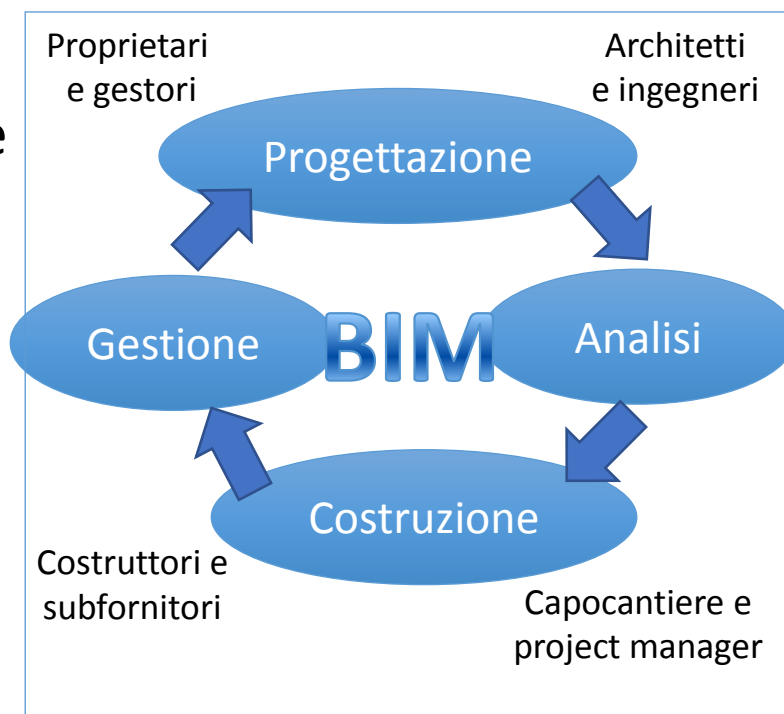 Proprietari
e gestori
Architetti
e ingegneri
e
Progettazione
Gestione
BIM
Analisi
Costruzione
Costruttori e
subfornitori
Capocantiere e
project manager